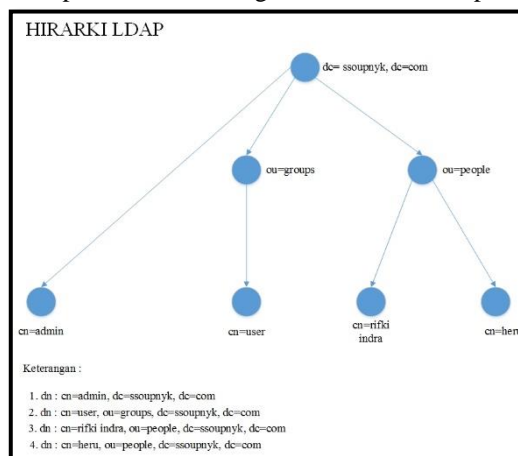 HIRARKI LDAP
dc= ssoupnyk, dc=com
ou=groups
ou=people
cn=admin
cn=user
cn=rifki
indra
cn=heru
Keterangan :
1. dn : cn=admin, dc=ssoupnyk, dc=com
2. dn : cn=user, ou=groups, dc=ssoupnyk, dc=com
3. dn : cn=rifki indra, ou=people, dc=ssoupnyk, dc=com
4. dn : cn=heru, ou=people, dc=ssoupnyk, dc=com